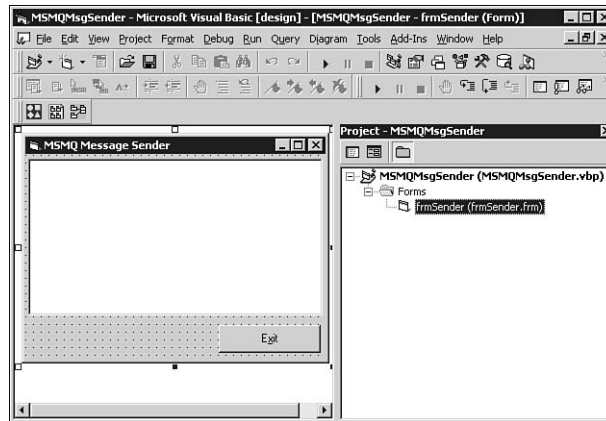 MSMQMsgSender - Microsoft Visual Basic [design] - [MSMQMsgSender - frmSender (Form)]
File Edit View Project Format Debug Run Query Diagram Tools Add-Ins Window Help
MSMQ Message Sender
Exit
Project - MSMQMsgSender
MSMQMsgSender (MSMQMsgSender.vbp)
Forms
frmSender (frmSender.frm)